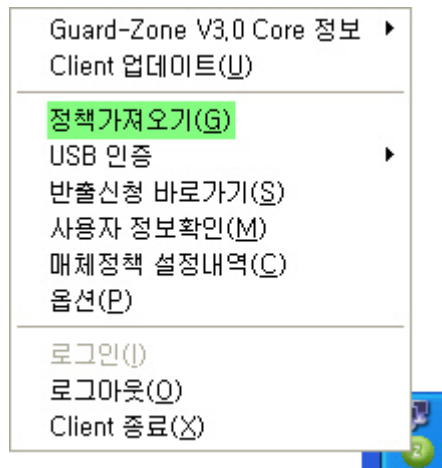 Guard-Zone V3.0 Core 정보
Client 업데이트(U)
정책가져오기(G)
USB 인증
반출신청 바로가기(S)
사용자 정보확인(M)
매체정책 설정내역(C)
옵션(P)
로그인(I)
로그아웃(O)
Client 종료(X)